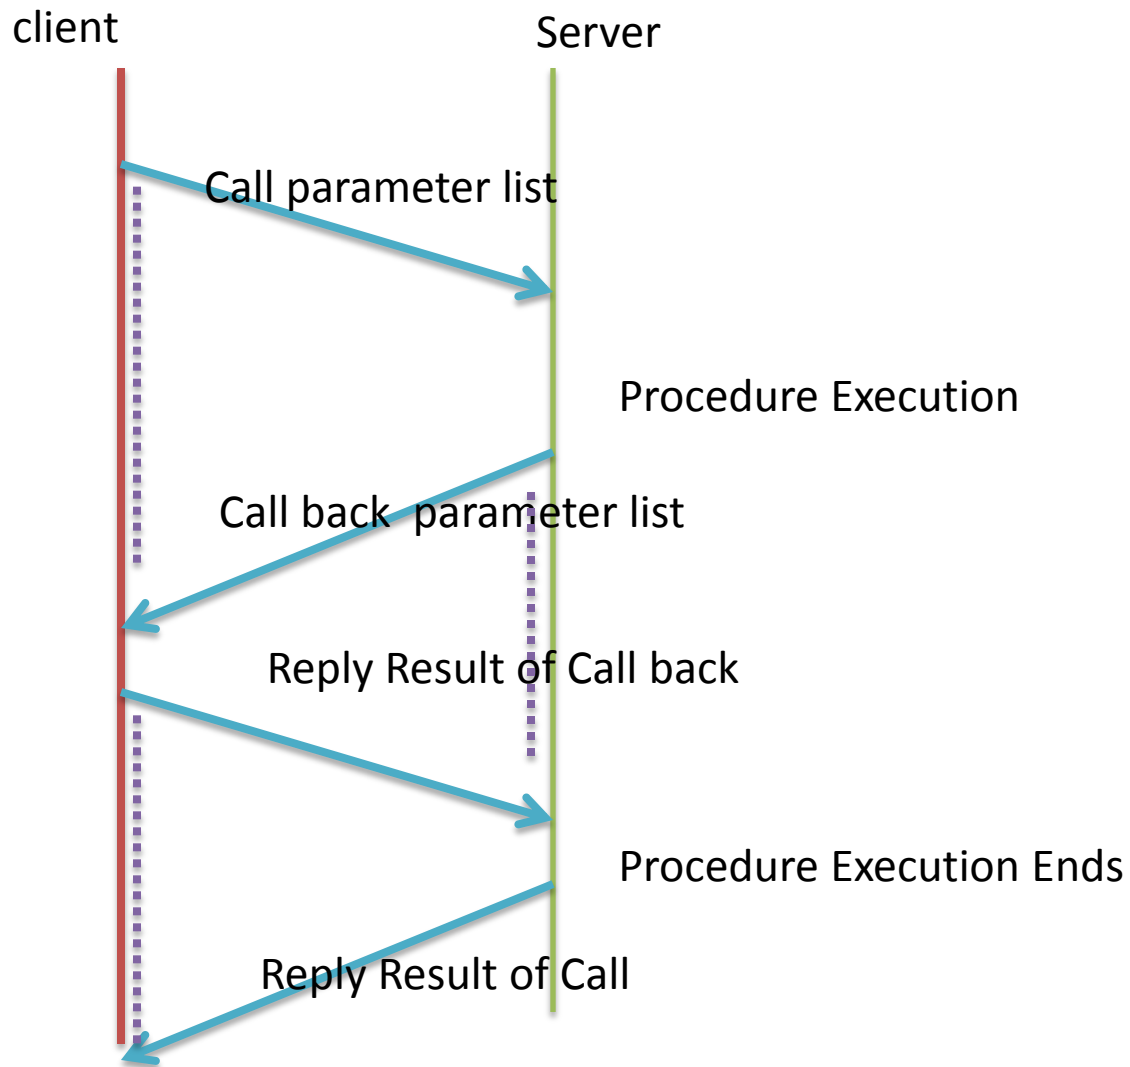 client
Server
Call parameter list
Procedure Execution
Call back  parameter list
Reply Result of Call back
Procedure Execution Ends
Reply Result of Call